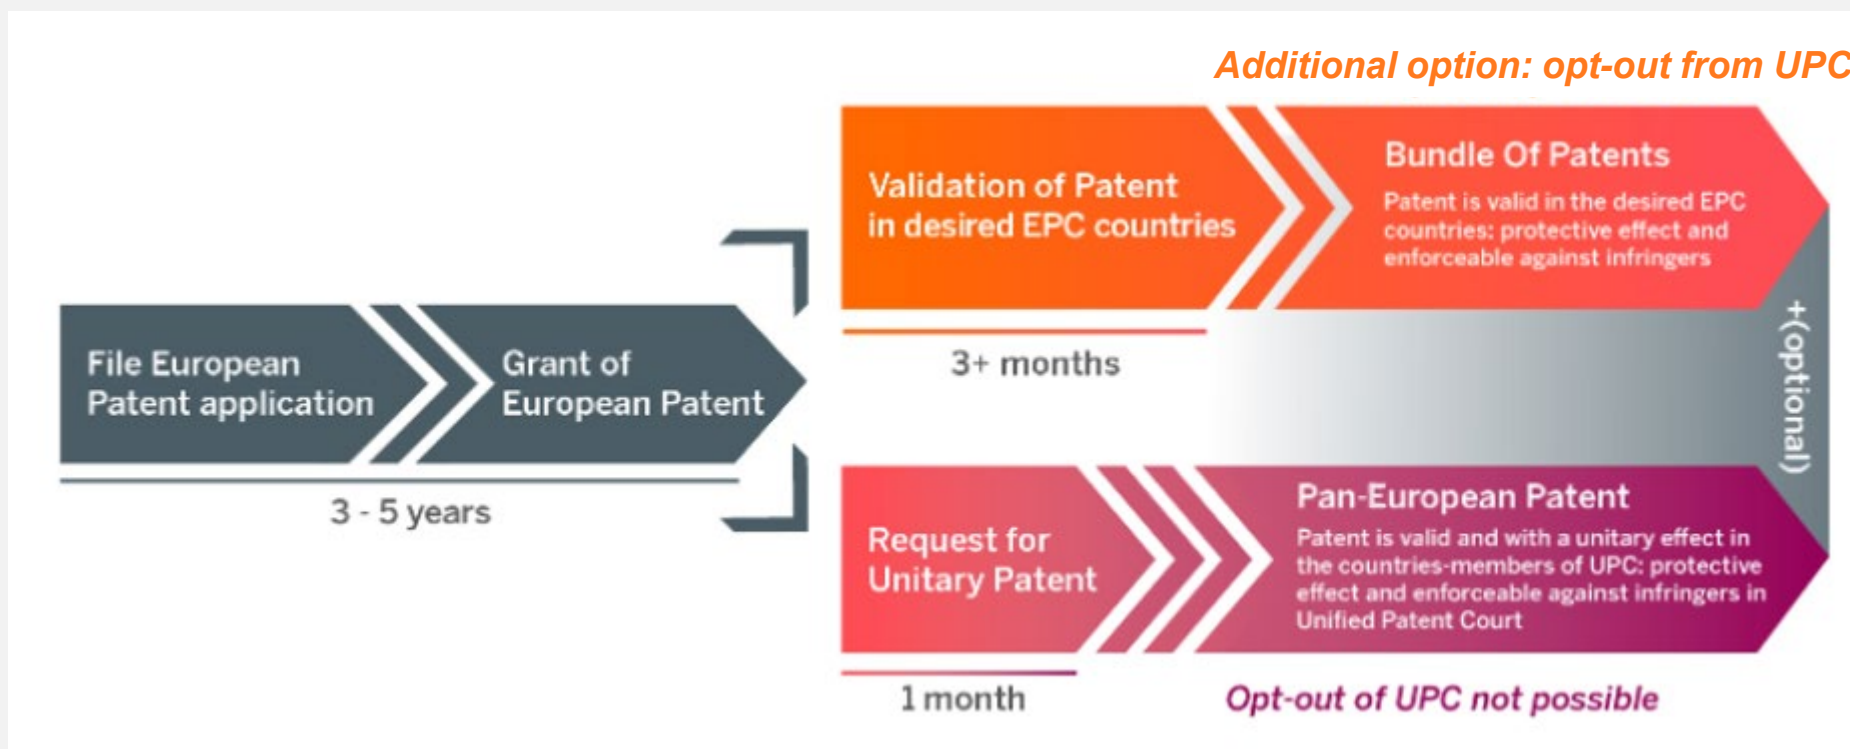 Additional option: opt-out from UPC
Validation of Patent
in desired EPC countries
Bundle Of Patents
Patent is valid in the desired EPC
countries: protective effect and
enforceable against infringers
3+ months
+(optional)
File European
Patent application
Grant of
European Patent
3 - 5 years
Request for
Unitary Patent
Pan-European Patent
Patent is valid and with a unitary effect in
the countries-members of UPC: protective
effect and enforceable against infringers in
Unified Patent Court
1 month
Opt-out of UPC not possible